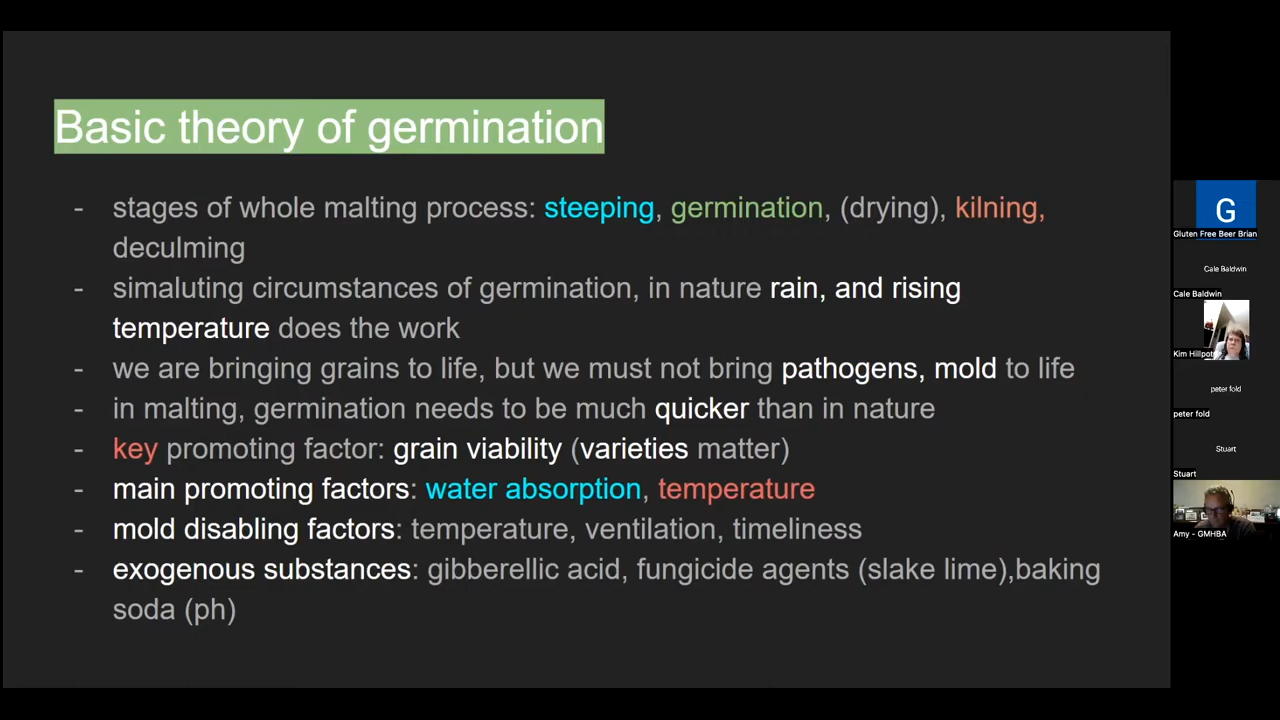 Basic theory of germination
- stages of whole malting process: steeping, germination, (drying), kilning,
deculming
- simaluting circumstances of germination, in nature rain, and rising
temperature does the work
- we are bringing grains to life, but we must not bring pathogens, mold to life
- in malting, germination needs to be much quicker than in nature
- key promoting factor: grain viability (varieties matter)
- main promoting factors: water absorption, temperature
- mold disabling factors: temperature, ventilation, timeliness
- exogenous substances: gibberellic acid, fungicide agents (slake lime),baking
soda (ph)
G
Gluten Free Beer Brian
Cale Baldwin
Cale Baldwin
Kim Hillpot
peter fold
peter fold
Stuart
Stuart
Amy - GMHBA